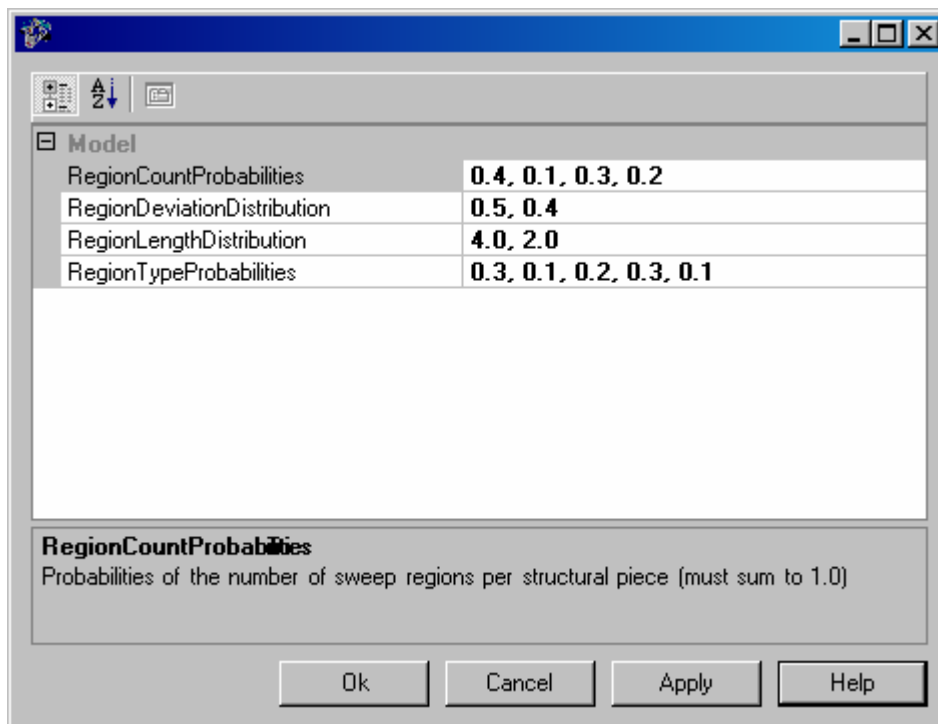 A
Z
Model
RegionCountProbabilities 0.4, 0.1, 0.3, 0.2
RegionDeviationDistribution 0.5, 0.4
RegionLengthDistribution 4.0, 2.0
RegionTypeProbabilities 0.3, 0.1, 0.2, 0.3, 0.1
RegionCountProbabilities
Probabilities of the number of sweep regions per structural piece (must sum to 1.0)
Ok Cancel Apply Help